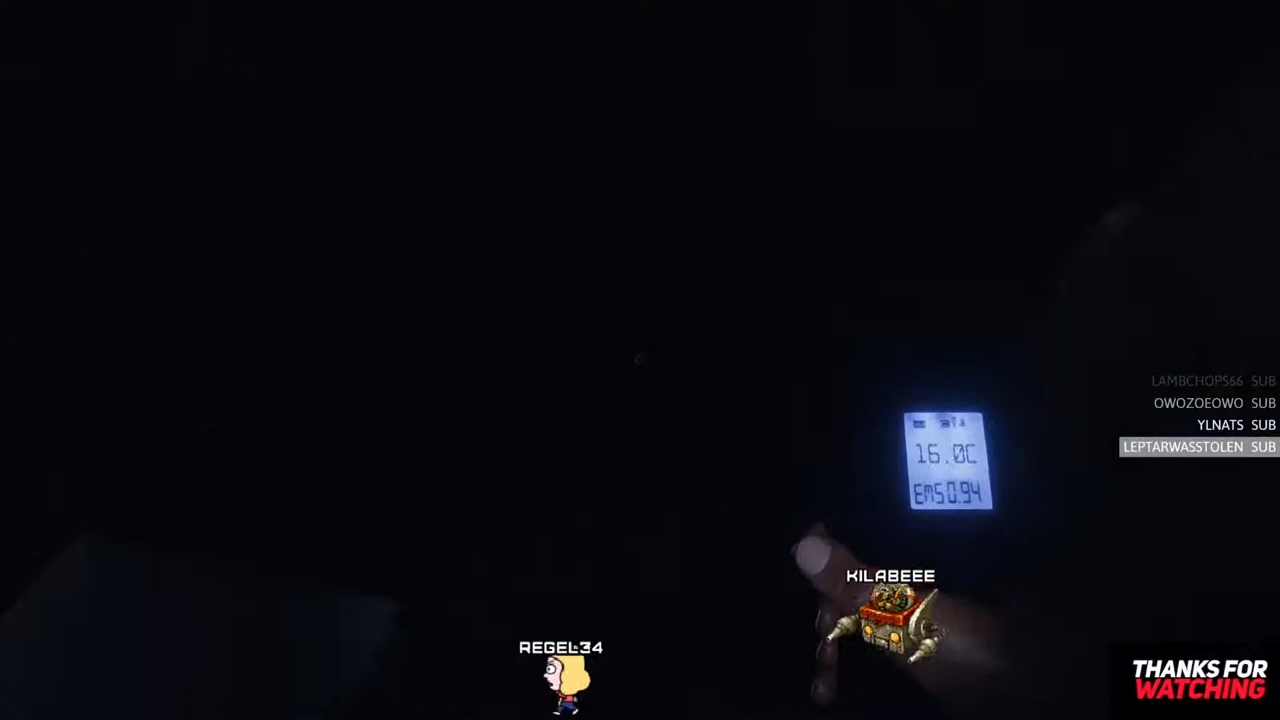 LAMBCHOPS66 SUB
OWOZOEOWO SUB
YLNATS SUB
LEPTARWASSTOLEN SUB
16.0C
EMS0.94
KILABEEE
REGEL34
THANKS FOR
WATCHING